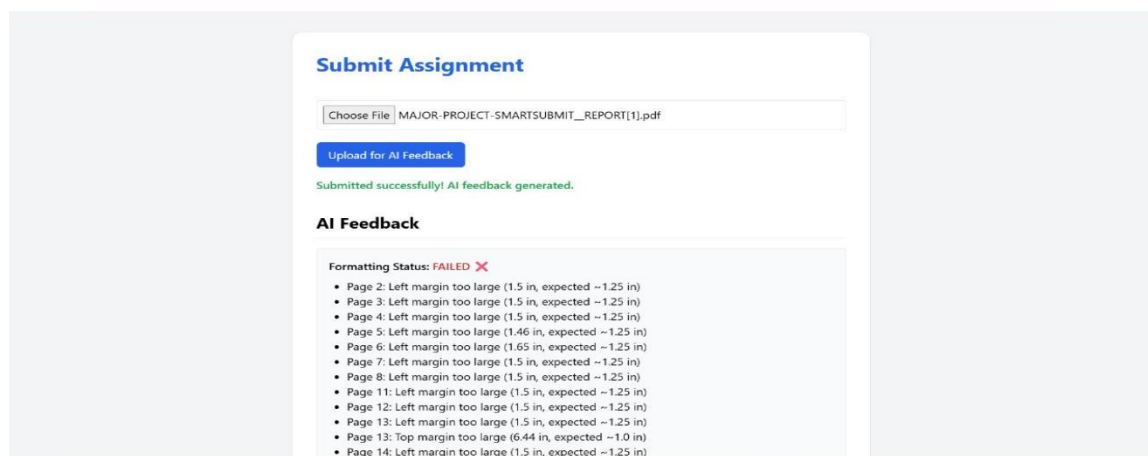 Submit Assignment
Choose File MAJOR-PROJECT-SMARTSUBMIT__REPORT[1].pdf
Upload for AI Feedback
Submitted successfully! AI feedback generated.
AI Feedback
Formatting Status: FAILED ❌
• Page 2: Left margin too large (1.5 in, expected ~1.25 in)
• Page 3: Left margin too large (1.5 in, expected ~1.25 in)
• Page 4: Left margin too large (1.5 in, expected ~1.25 in)
• Page 5: Left margin too large (1.46 in, expected ~1.25 in)
• Page 6: Left margin too large (1.65 in, expected ~1.25 in)
• Page 7: Left margin too large (1.5 in, expected ~1.25 in)
• Page 8: Left margin too large (1.5 in, expected ~1.25 in)
• Page 11: Left margin too large (1.5 in, expected ~1.25 in)
• Page 12: Left margin too large (1.5 in, expected ~1.25 in)
• Page 13: Left margin too large (1.5 in, expected ~1.25 in)
• Page 13: Top margin too large (6.44 in, expected ~1.0 in)
• Page 14: Left margin too large (1.5 in, expected ~1.25 in)